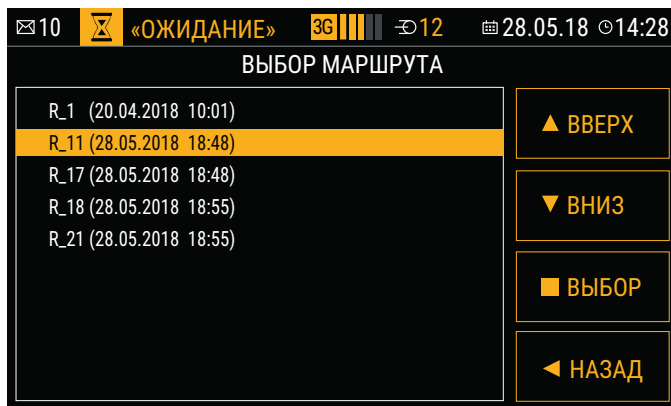 10 «ОЖИДАНИЕ» 3G 12 28.05.18 14:28
ВЫБОР МАРШРУТА
R_1 (20.04.2018 10:01)
R_11 (28.05.2018 18:48)
R_17 (28.05.2018 18:48)
R_18 (28.05.2018 18:55)
R_21 (28.05.2018 18:55)
ВВЕРХ
ВНИЗ
ВЫБОР
НАЗАД